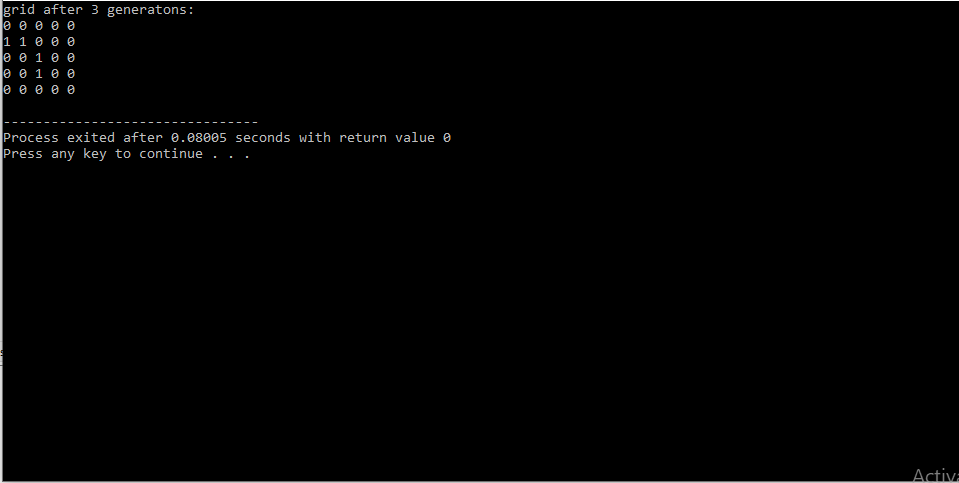 grid after 3 generatons:
0 0 0 0 0
1 1 0 0 0
0 0 1 0 0
0 0 1 0 0
0 0 0 0 0
--------------------------------
Process exited after 0.08005 seconds with return value 0
Press any key to continue . . .